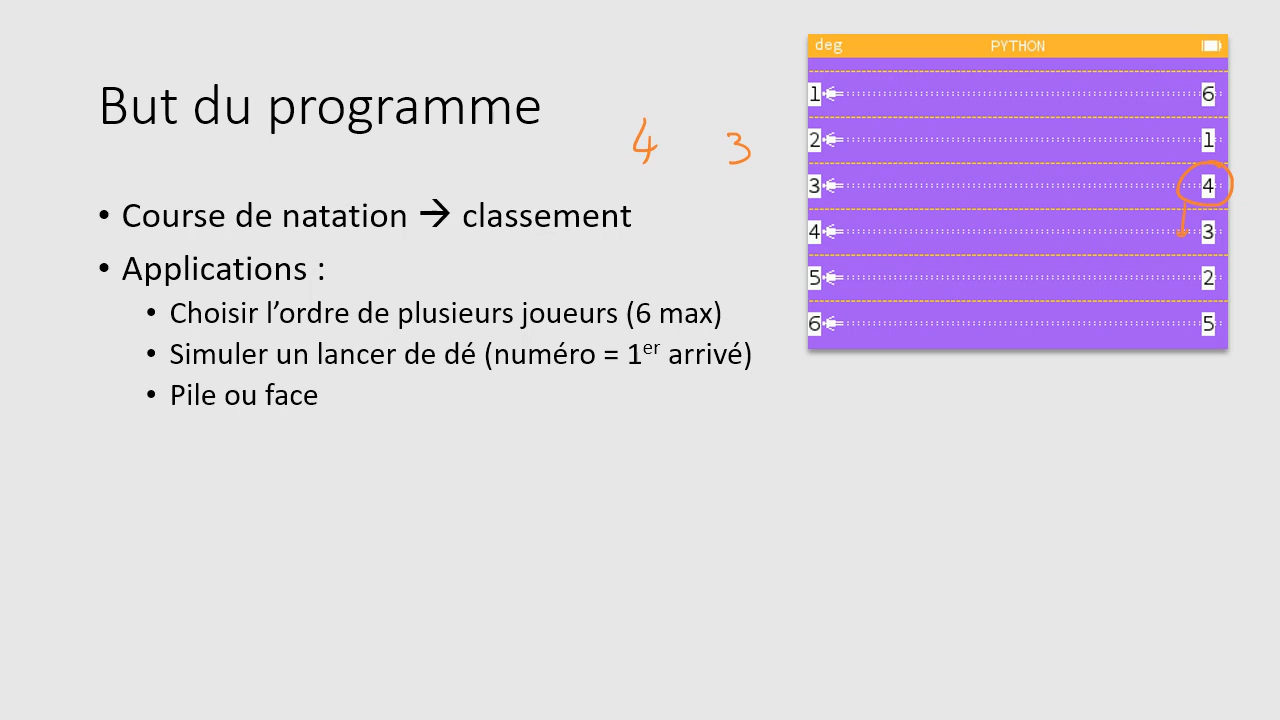 But du programme
4 3
• Course de natation → classement
• Applications :
• Choisir l’ordre de plusieurs joueurs (6 max)
• Simuler un lancer de dé (numéro = 1er arrivé)
• Pile ou face
deg PYTHON
1 6
2 1
3 4
4 3
5 2
6 5